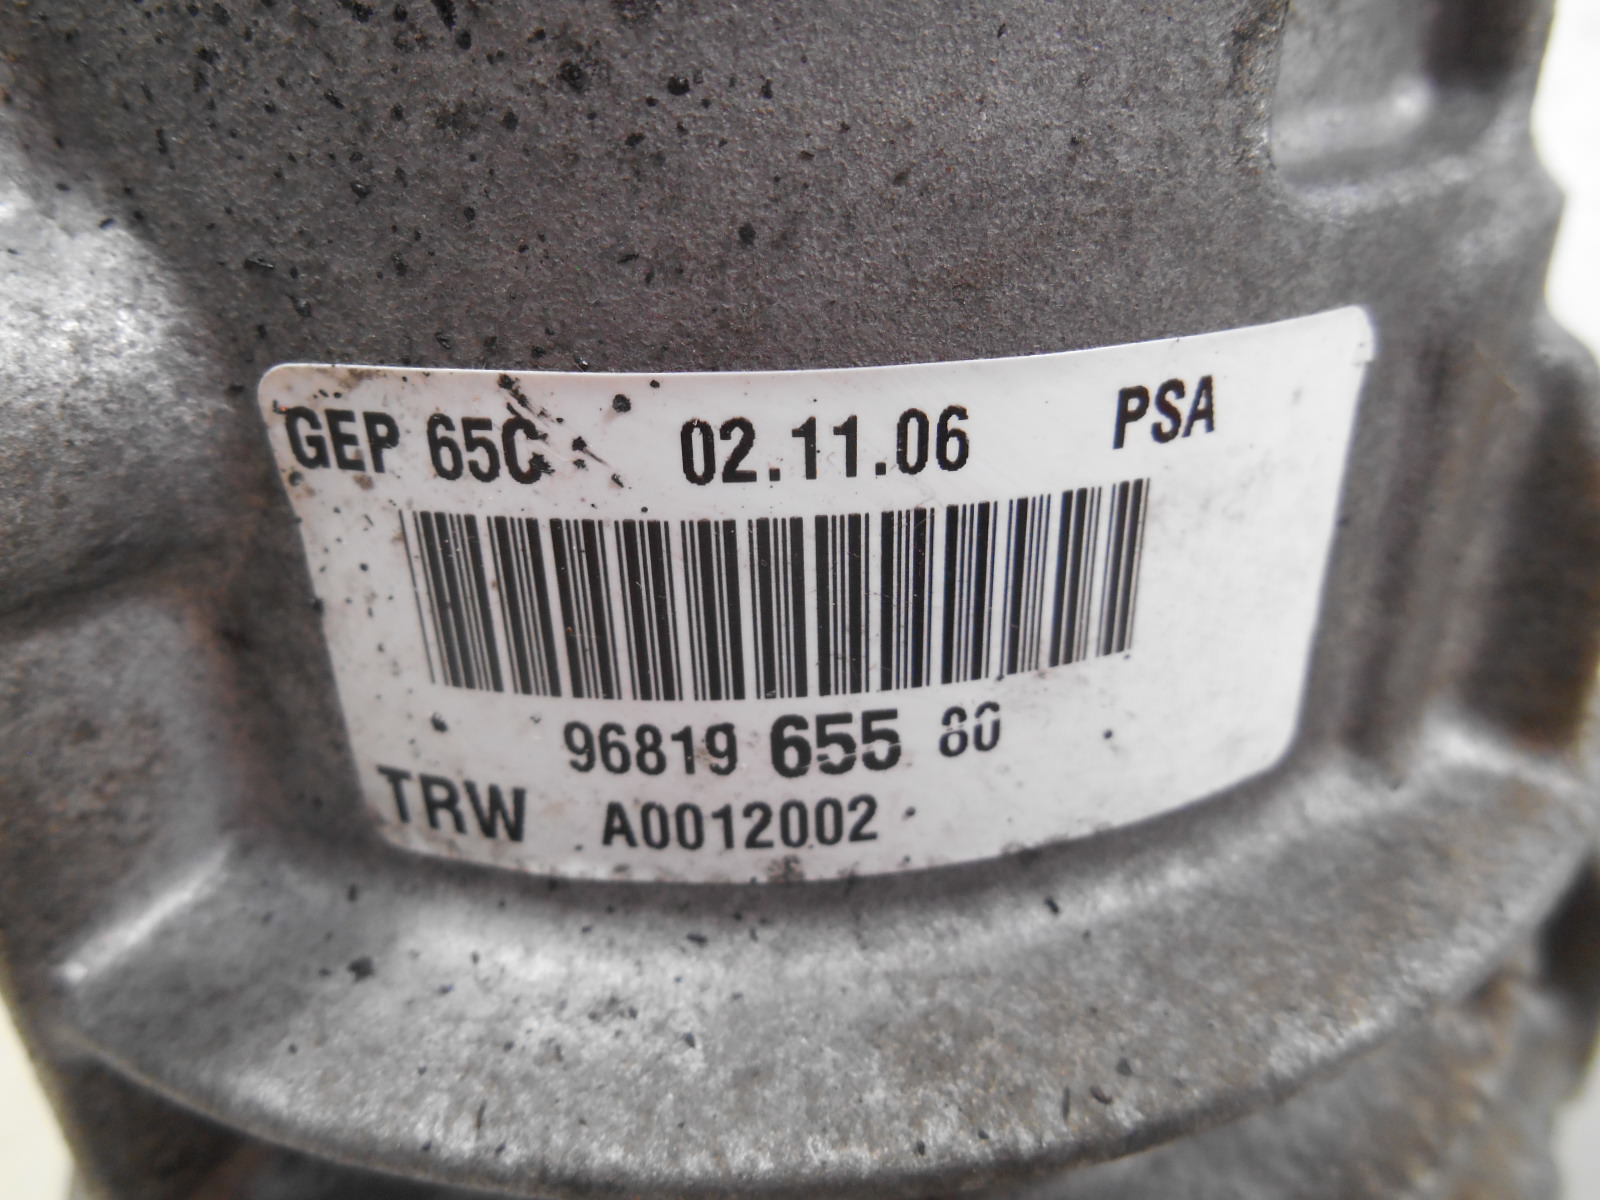 GEP 65C 02.11.06 PSA
96819 655 80
TRW A0012002